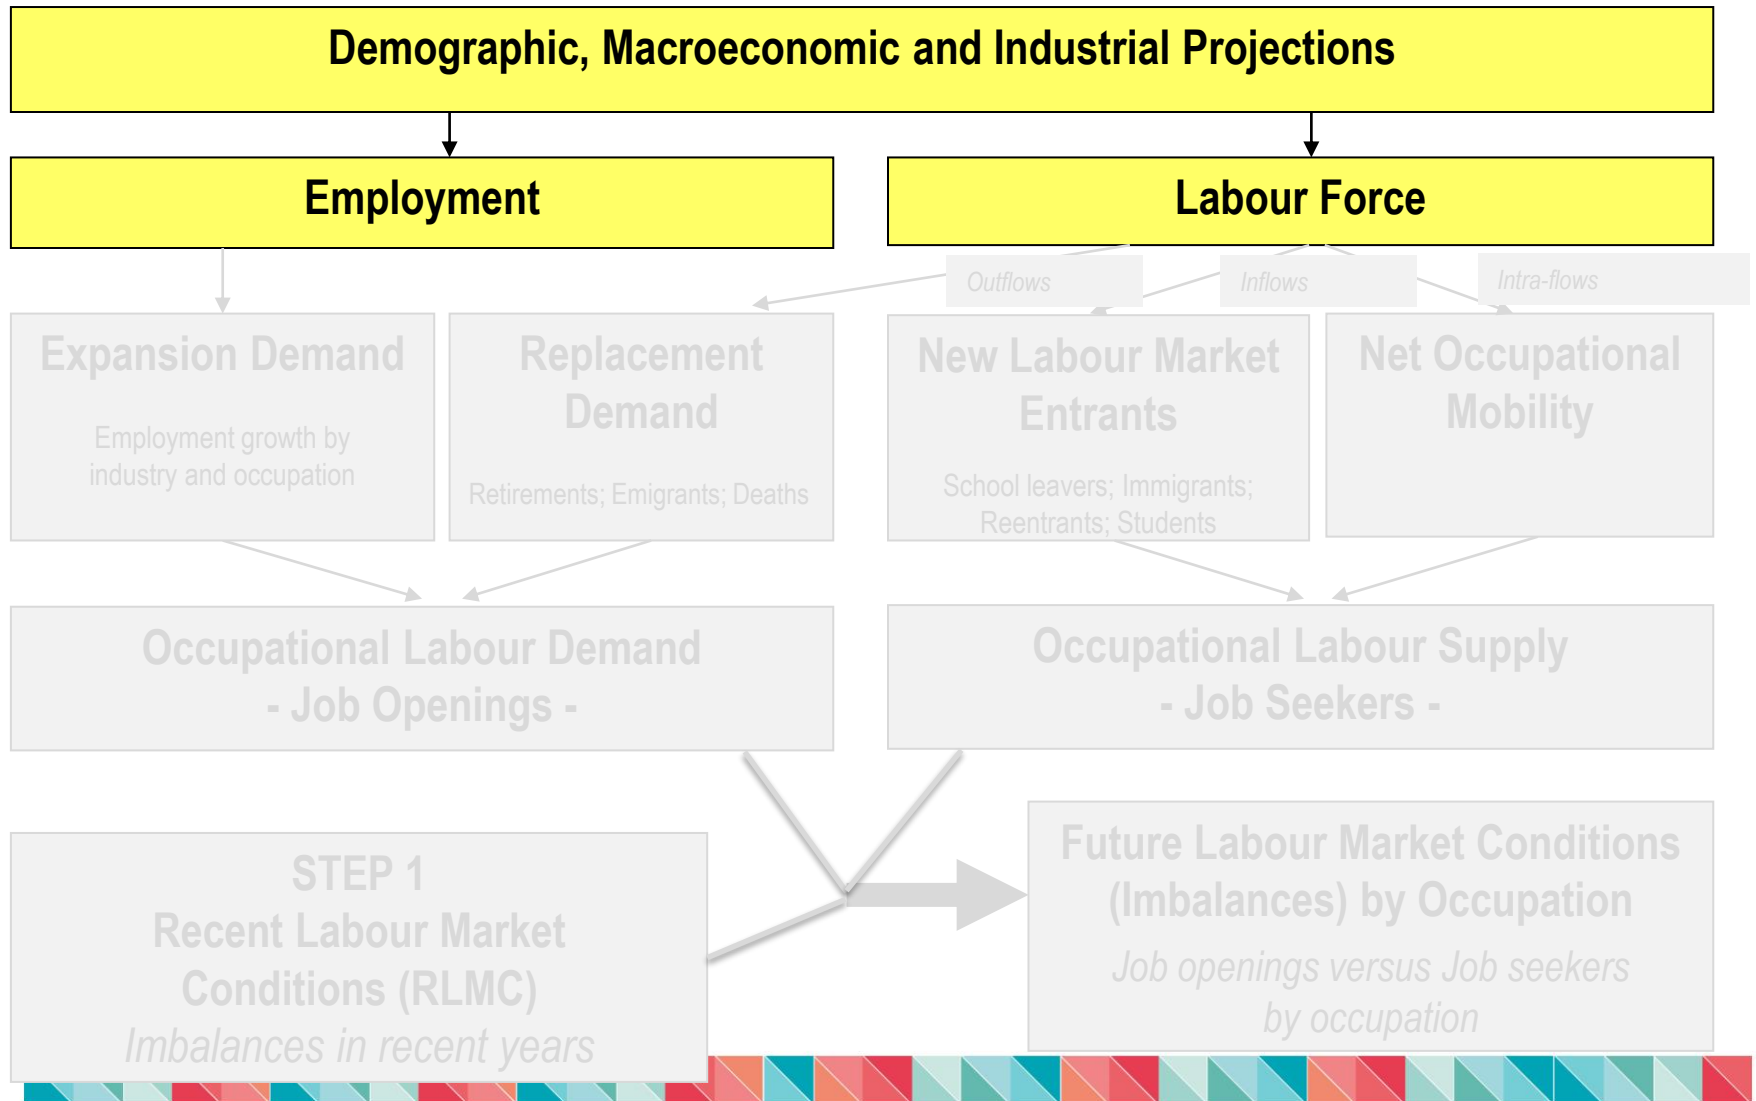 Demographic, Macroeconomic and Industrial Projections
Employment
Labour Force
Outflows
Inflows
Intra-flows
Expansion Demand
Employment growth by
industry and occupation
Replacement
Demand
Retirements; Emigrants; Deaths
New Labour Market
Entrants
School leavers; Immigrants;
Reentrants; Students
Net Occupational
Mobility
Occupational Labour Demand
- Job Openings -
Occupational Labour Supply
- Job Seekers -
STEP 1
Recent Labour Market
Conditions (RLMC)
Imbalances in recent years
Future Labour Market Conditions
(Imbalances) by Occupation
Job openings versus Job seekers
by occupation